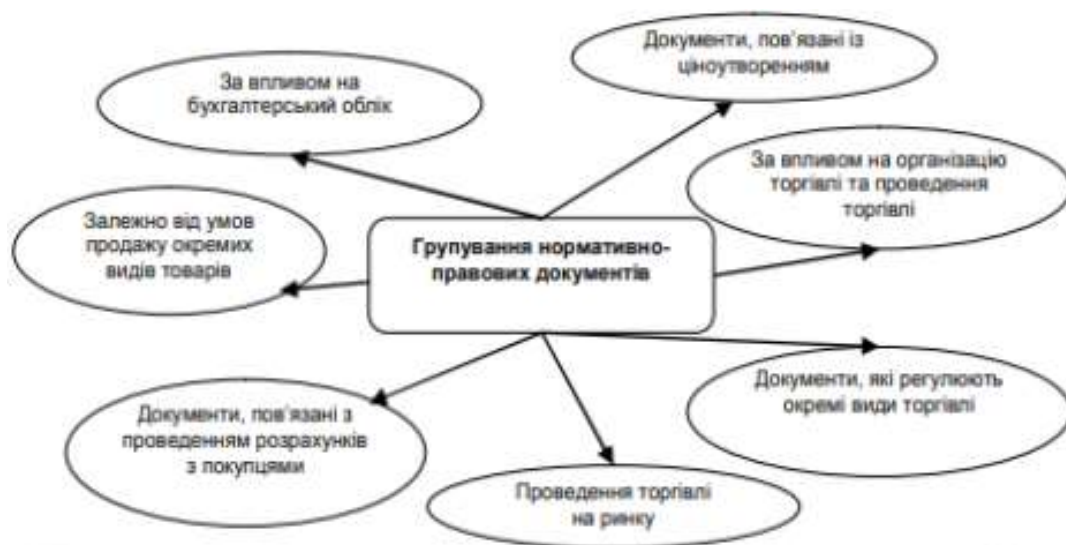 Документи, пов'язані із
ціноутворенням
За впливом на
бухгалтерський облік
За впливом на організацію
торгівлі та проведення
торгівлі
Залежно від умов
продажу окремих
видів товарів
Групування нормативно-
правових документів
Документи, які регулюють
окремі види торгівлі
Документи, пов'язані з
проведенням розрахунків
з покупцями
Проведення торгівлі
на ринку